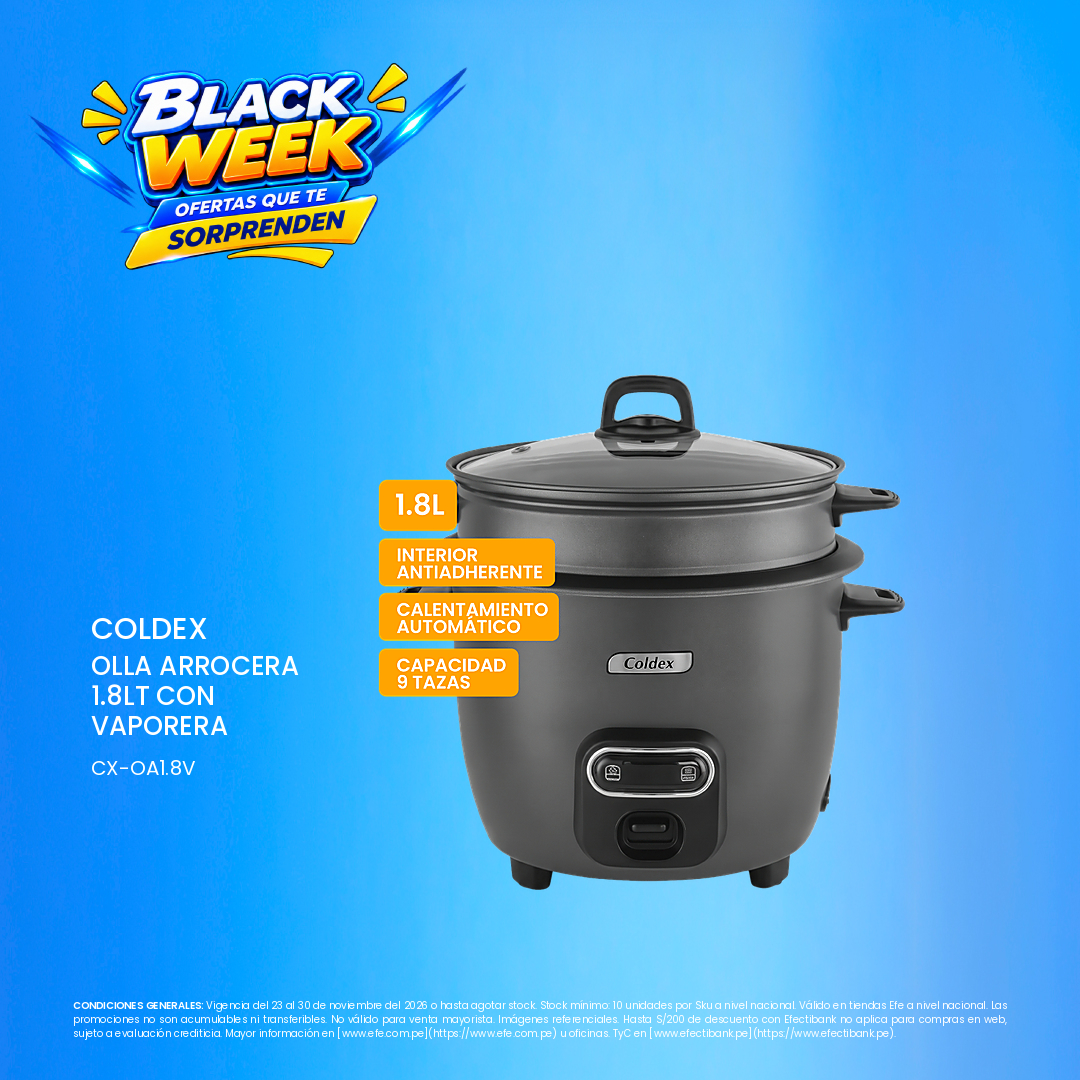 BLACK
WEEK
OFERTAS QUE TE
SORPRENDEN
1.8L
INTERIOR
ANTIADHERENTE
CALENTAMIENTO
AUTOMÁTICO
CAPACIDAD
9 TAZAS
COLDEX
OLLA ARROCERA
1.8LT CON
VAPORERA
CX-OA1.8V
Coldex
CONDICIONES GENERALES: Vigencia del 23 al 30 de noviembre del 2026 o hasta agotar stock. Stock mínimo: 10 unidades por Sku a nivel nacional. Válido en tiendas Efe a nivel nacional. Las
promociones no son acumulables ni transferibles. No válido para venta mayorista. Imágenes referenciales. Hasta S/200 de descuento con Efectibank no aplica para compras en web,
sujeto a evaluación crediticia. Mayor información en [www.efe.com.pe](https://www.efe.com.pe) u oficinas. TyC en [www.efectibank.pe](https://www.efectibank.pe).